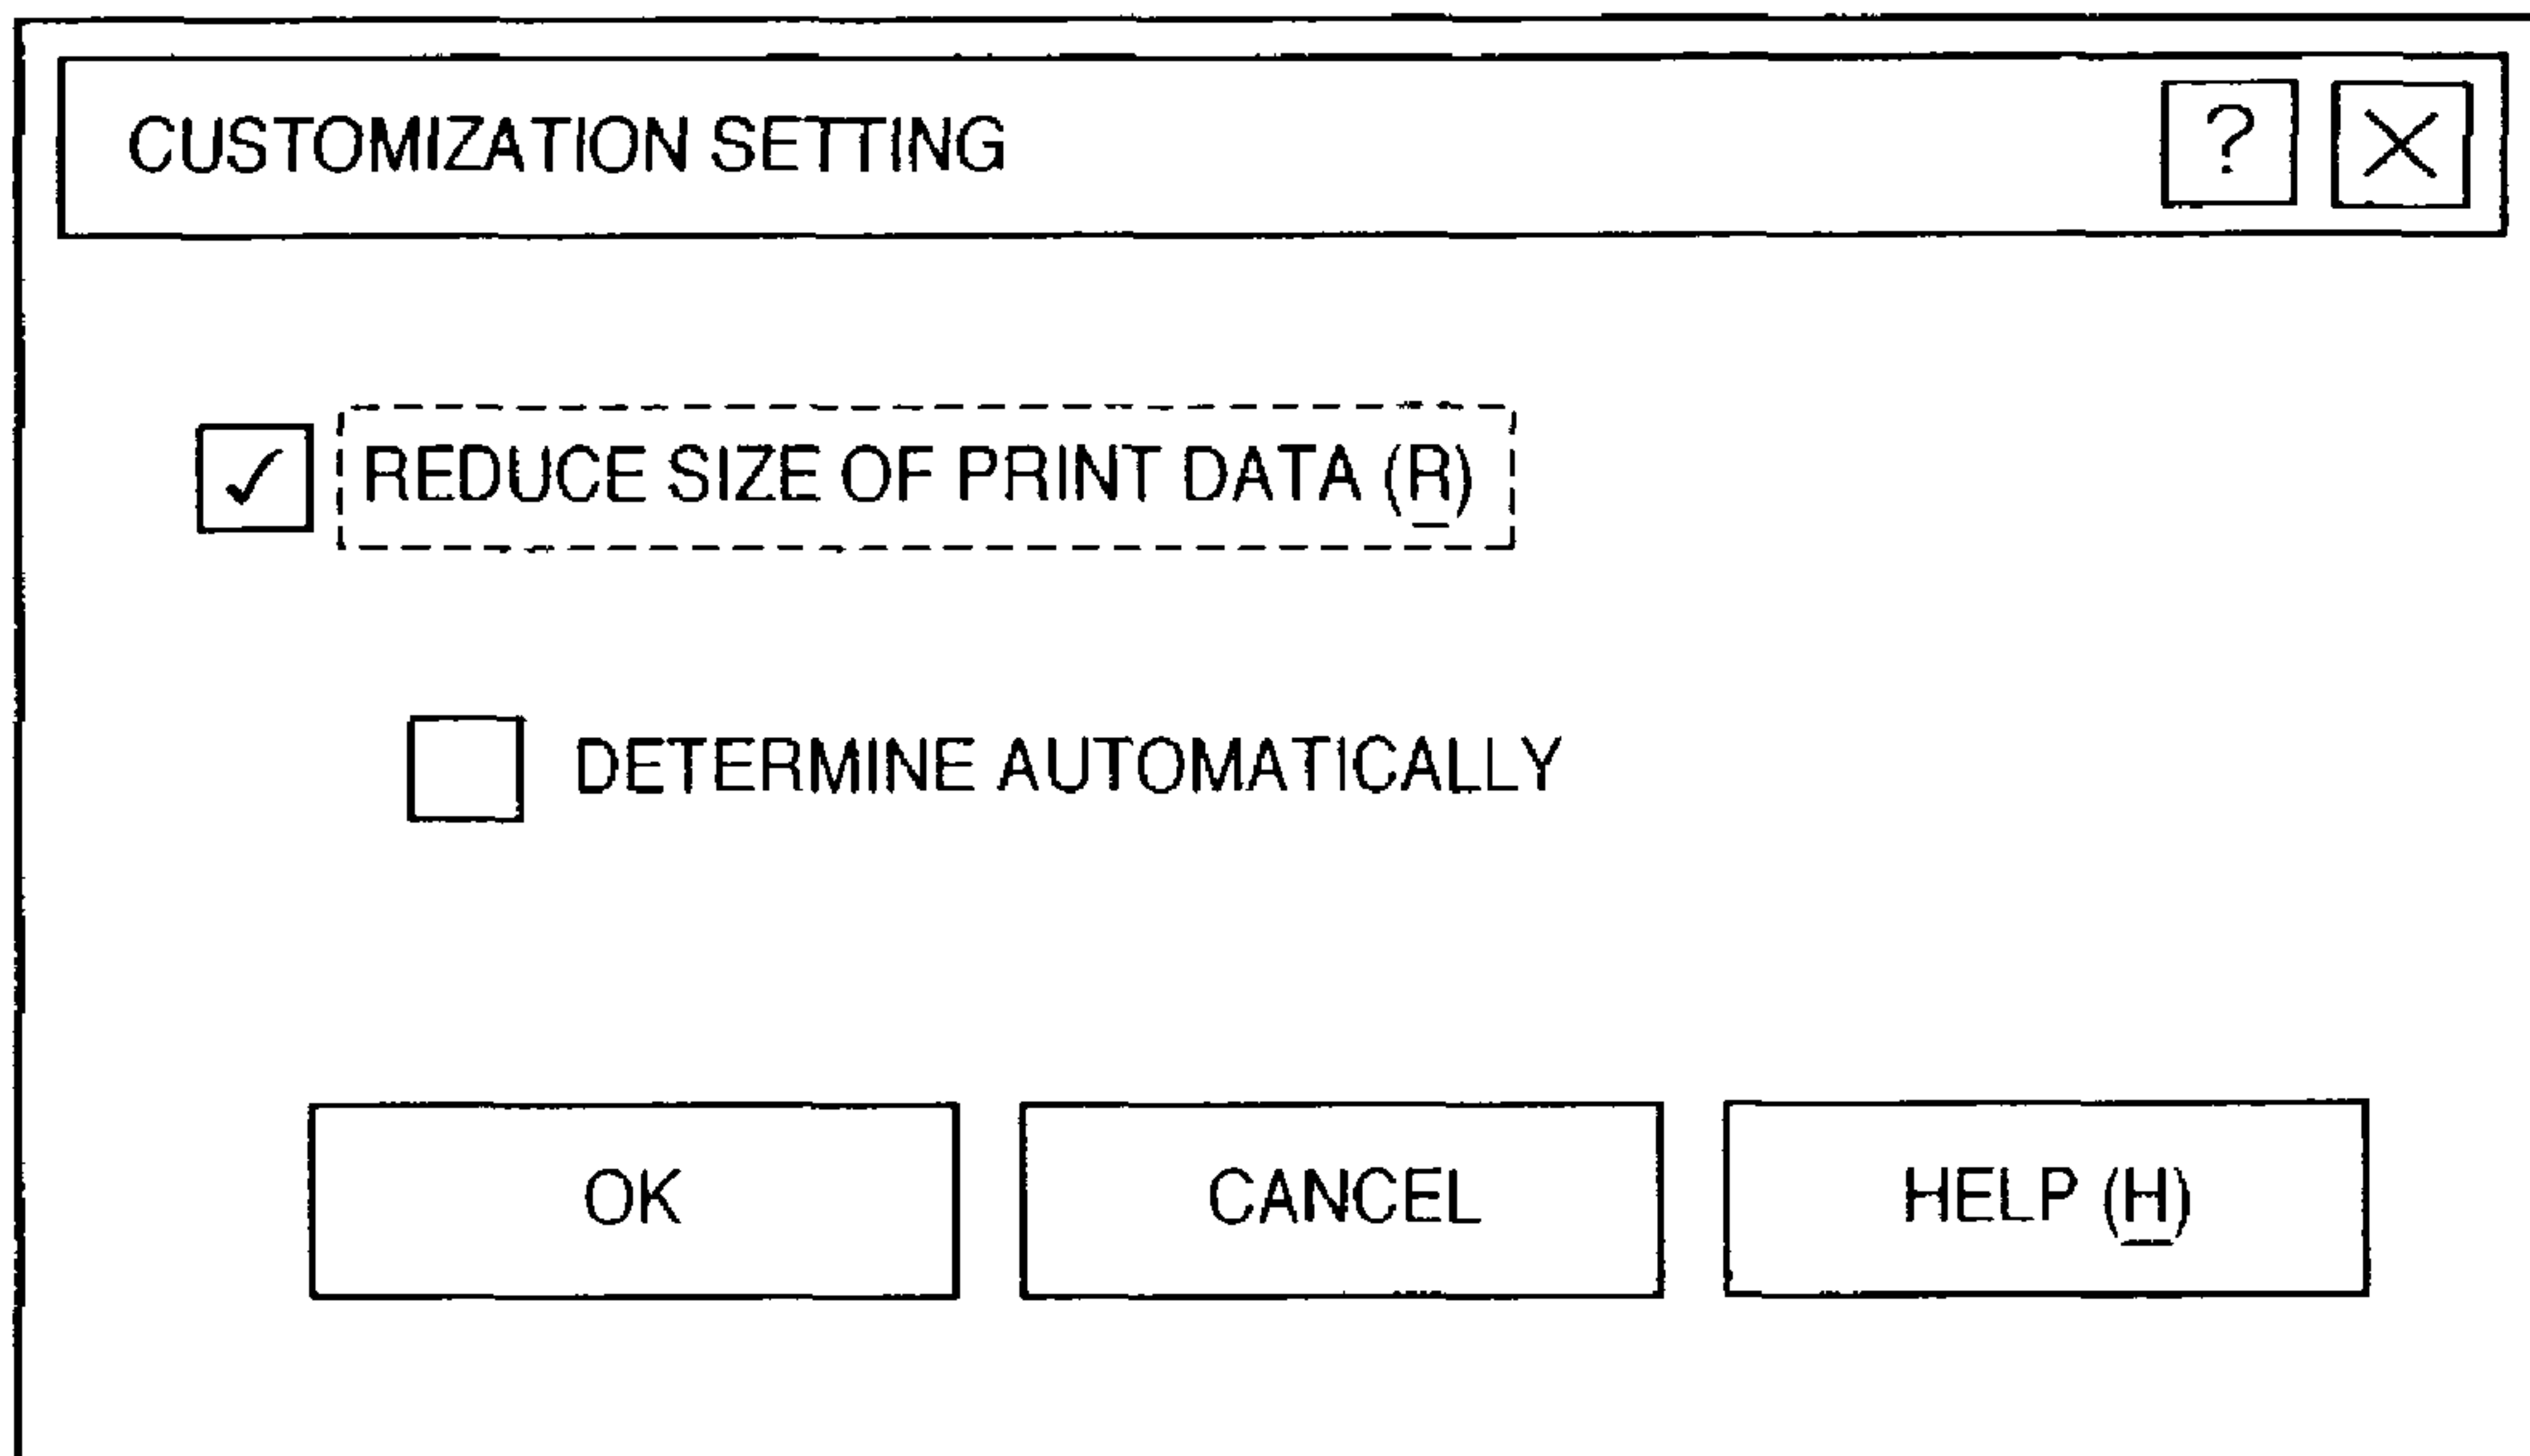 CUSTOMIZATION SETTING ?
REDUCE SIZE OF PRINT DATA (R)
DETERMINE AUTOMATICALLY
OK CANCEL HELP (H)